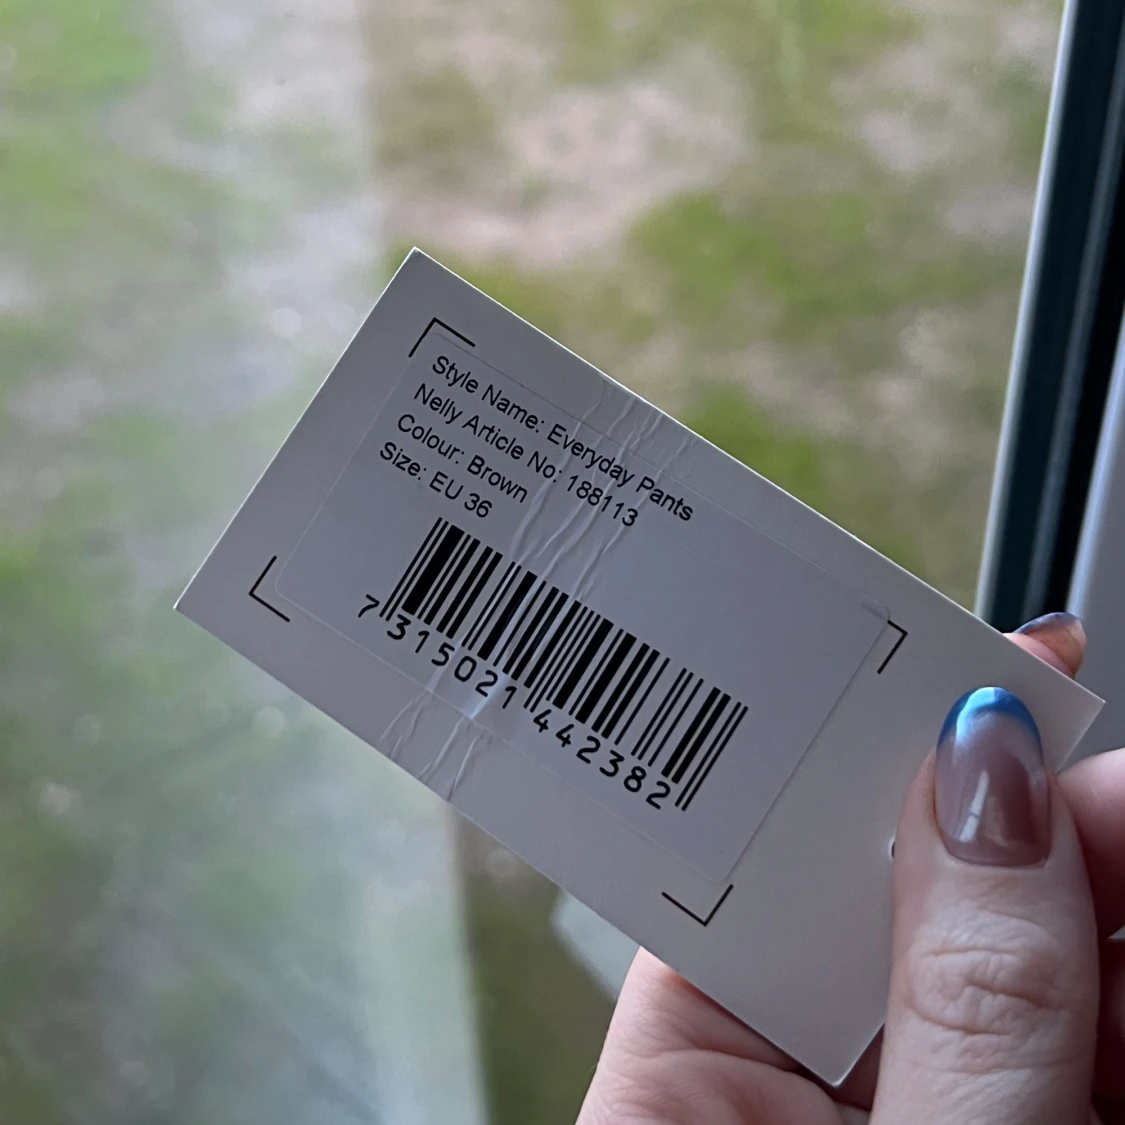 Style Name: Everyday Pants
Nelly Article No: 188113
Colour: Brown
Size: EU 36
7 315021 442382